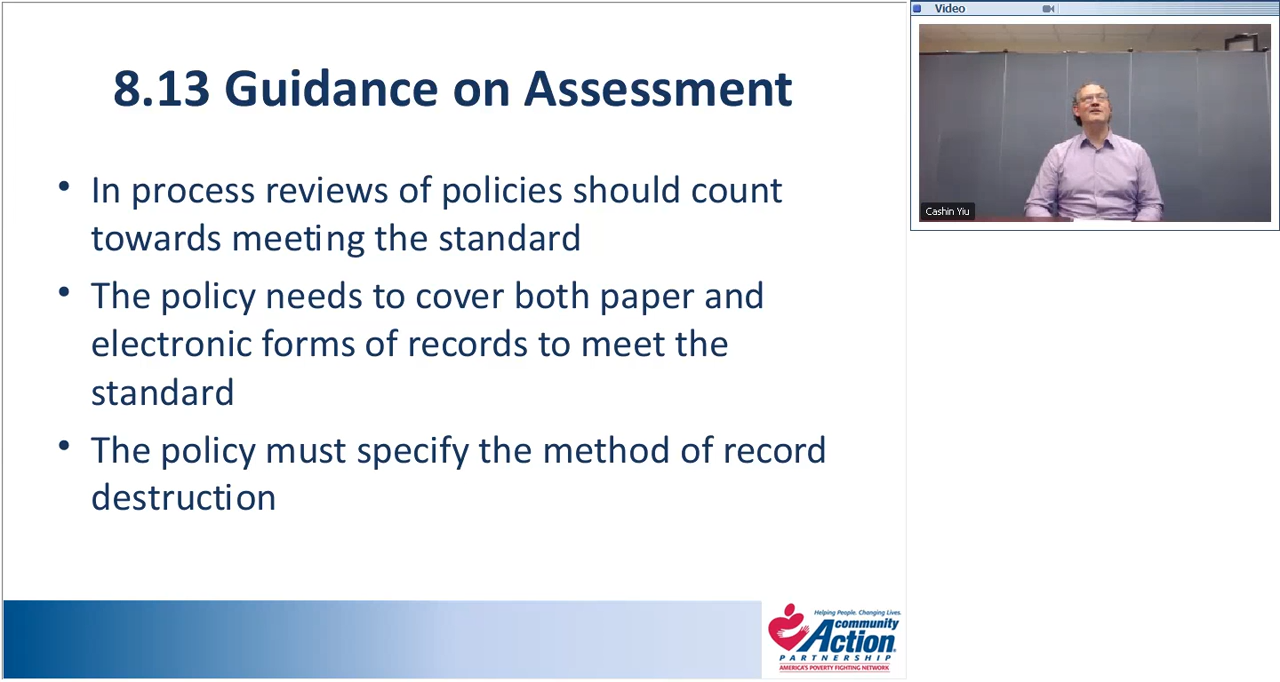 8.13 Guidance on Assessment
• In process reviews of policies should count
towards meeting the standard
• The policy needs to cover both paper and
electronic forms of records to meet the
standard
• The policy must specify the method of record
destruction
Helping People. Changing Lives.
community
Action
PARTNERSHIP
AMERICA'S POVERTY FIGHTING NETWORK
Video
Cashin Yiu